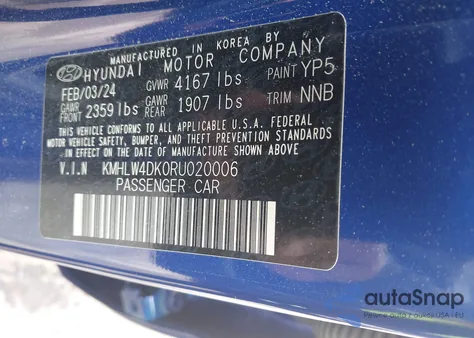 MANUFACTURED IN KOREA BY
HYUNDAI MOTOR COMPANY
FEB/03/24 GVWR 4167 lbs PAINT YP5
GAWR FRONT 2359 lbs GAWR REAR 1907 lbs TRIM NNB
THIS VEHICLE CONFORMS TO ALL APPLICABLE U.S.A. FEDERAL
MOTOR VEHICLE SAFETY, BUMPER, AND THEFT PREVENTION STANDARDS
IN EFFECT ON THE DATE OF MANUFACTURE SHOWN ABOVE.
V.I.N KMHLW4DK0RU020006
PASSENGER CAR
autoSnap